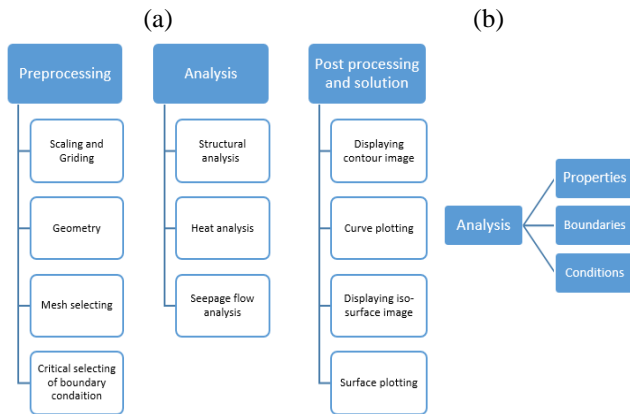 (a)
Preprocessing
Scaling and
Griding
Geometry
Mesh selecting
Critical selecting
of boundary
condaition
Analysis
Structural
analysis
Heat analysis
Seepage flow
analysis
Post processing
and solution
Displaying
contour image
Curve plotting
Displaying iso-
surface image
Surface plotting
(b)
Analysis
Properties
Boundaries
Conditions